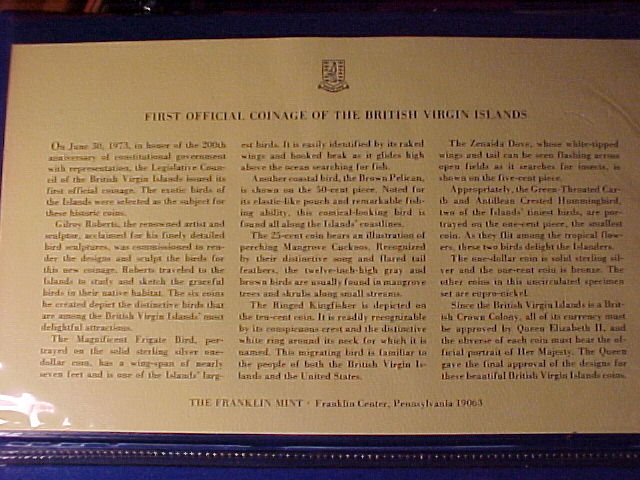 FIRST OFFICIAL COINAGE OF THE BRITISH VIRGIN ISLANDS
On June 30, 1973, in honor of the 200th
anniversary of constitutional government
with representation, the Legislative Coun-
cil of the British Virgin Islands issued its
first official coinage. The exotic birds of
the Islands were selected as the subject for
these historic coins.
Gilroy Roberts, the renowned artist and
sculptor, acclaimed for his finely detailed
bird sculptures, was commissioned to ren-
der the designs and sculpt the birds for
this new coinage. Roberts traveled to the
Islands to study and sketch the graceful
birds in their native habitat. The six coins
he created depict the distinctive birds that
are among the British Virgin Islands' most
delightful attractions.
The Magnificent Frigate Bird, por-
trayed on the solid sterling silver one-
dollar coin, has a wing-span of nearly
seven feet and is one of the Islands' larg-
est birds. It is easily identified by its raked
wings and hooked beak as it glides high
above the ocean searching for fish.
Another coastal bird, the Brown Pelican,
is shown on the 50-cent piece. Noted for
its elastic-like pouch and remarkable fish-
ing ability, this comical-looking bird is
found all along the Islands' coastlines.
The 25-cent coin bears an illustration of
perching Mangrove Cuckoos. Recognized
by their distinctive song and flared tail
feathers, the twelve-inch-high gray and
brown birds are usually found in mangrove
trees and shrubs along small streams.
The Ringed Kingfisher is depicted on
the ten-cent coin. It is readily recognizable
by its conspicuous crest and the distinctive
white ring around its neck for which it is
named. This migrating bird is familiar to
the people of both the British Virgin Is-
lands and the United States.
The Zenaida Dove, whose white-tipped
wings and tail can be seen flashing across
open fields as it searches for insects, is
shown on the five-cent piece.
Appropriately, the Green-Throated Car-
ib and Antillean Crested Hummingbird,
two of the Islands' tiniest birds, are por-
trayed on the one-cent piece, the smallest
coin. As they flit among the tropical flow-
ers, these two birds delight the Islanders.
The one-dollar coin is solid sterling sil-
ver and the one-cent coin is bronze. The
other coins in this uncirculated specimen
set are cupro-nickel.
Since the British Virgin Islands is a Brit-
ish Crown Colony, all of its currency must
be approved by Queen Elizabeth II, and
the obverse of each coin must bear the of-
ficial portrait of Her Majesty. The Queen
gave the final approval of the designs for
these beautiful British Virgin Islands coins.
THE FRANKLIN MINT · Franklin Center, Pennsylvania 19063